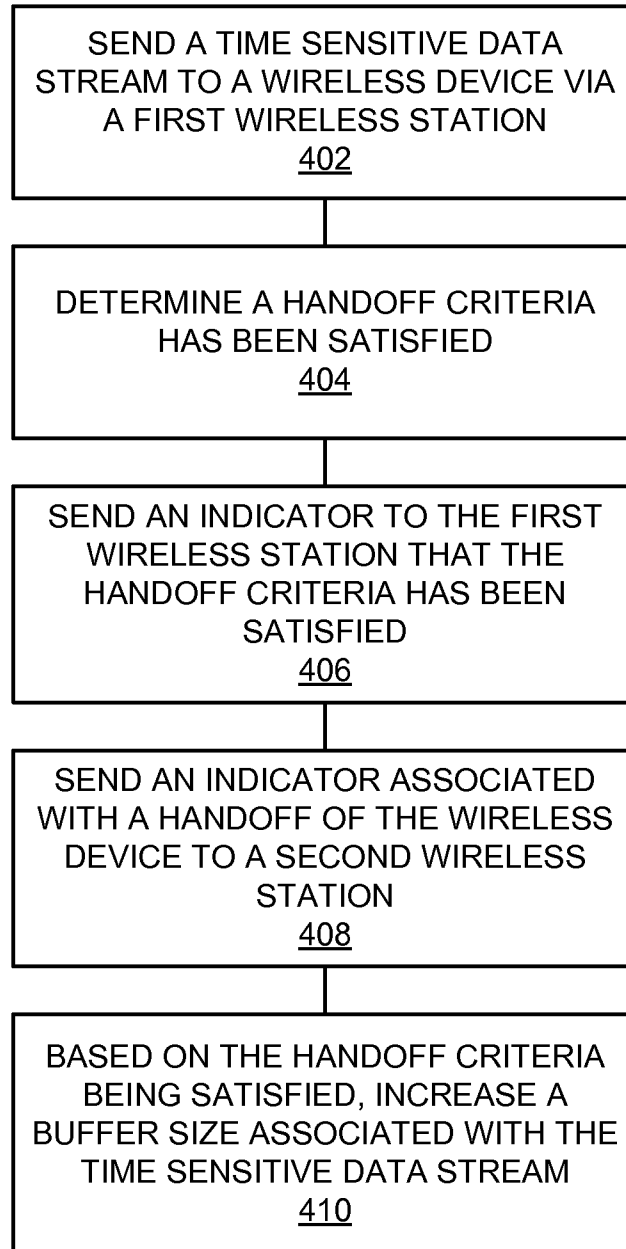 SEND A TIME SENSITIVE DATA
STREAM TO A WIRELESS DEVICE VIA
A FIRST WIRELESS STATION
402
DETERMINE A HANDOFF CRITERIA
HAS BEEN SATISFIED
404
SEND AN INDICATOR TO THE FIRST
WIRELESS STATION THAT THE
HANDOFF CRITERIA HAS BEEN
SATISFIED
406
SEND AN INDICATOR ASSOCIATED
WITH A HANDOFF OF THE WIRELESS
DEVICE TO A SECOND WIRELESS
STATION
408
BASED ON THE HANDOFF CRITERIA
BEING SATISFIED, INCREASE A
BUFFER SIZE ASSOCIATED WITH THE
TIME SENSITIVE DATA STREAM
410